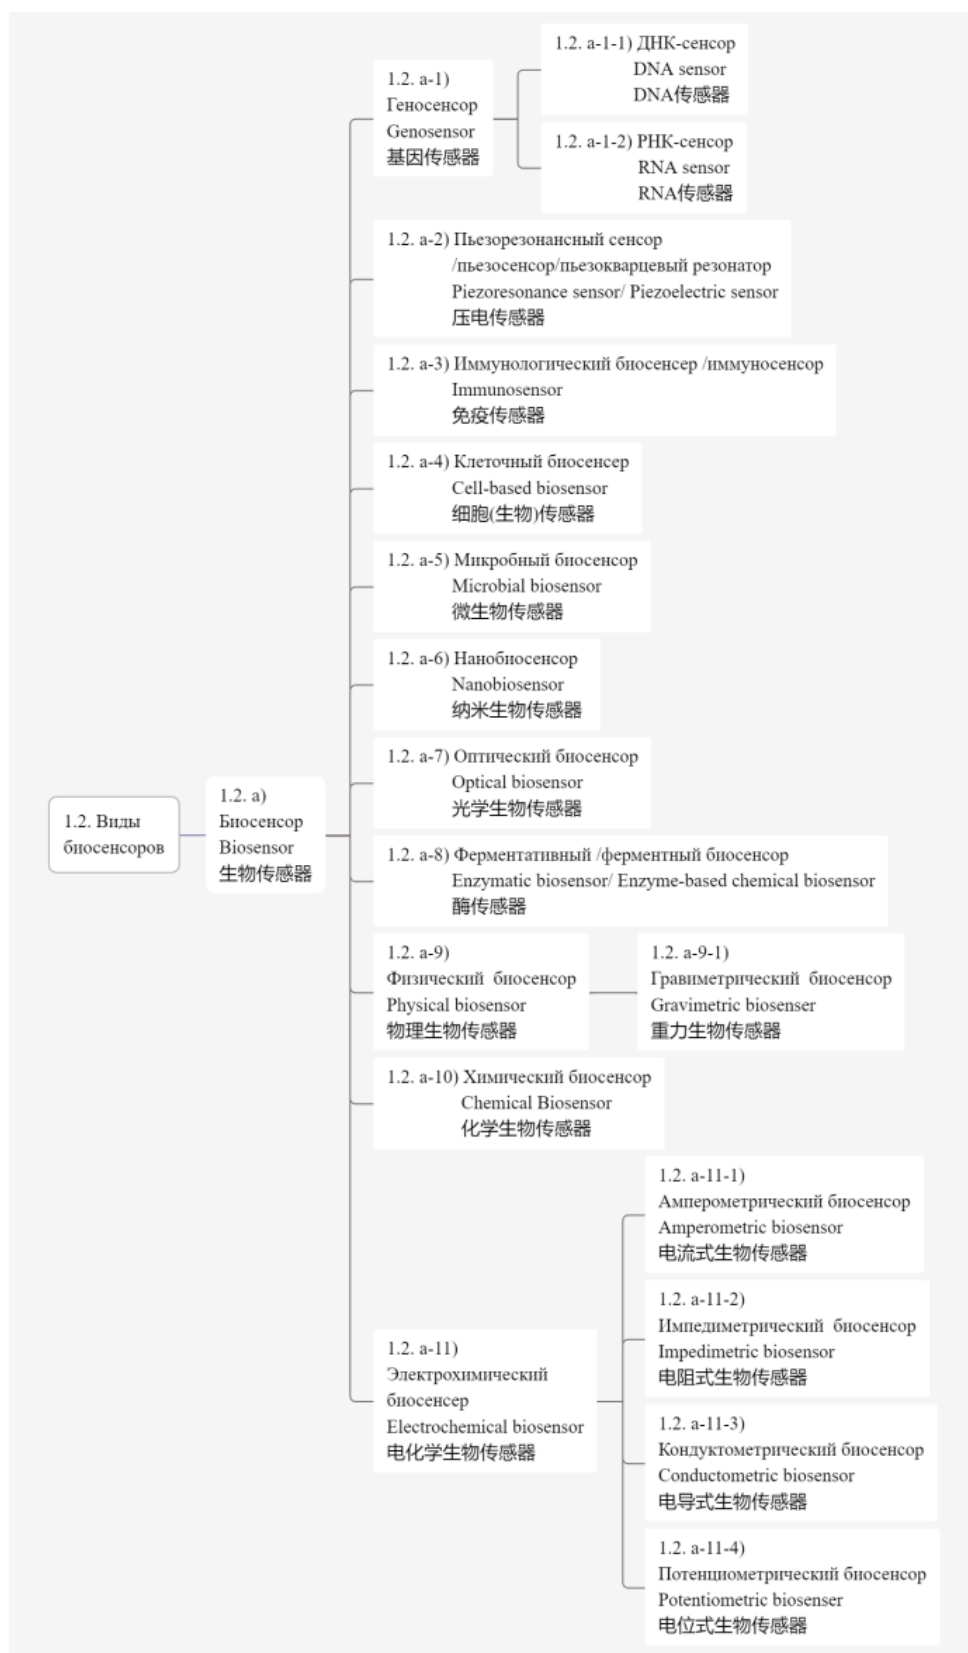 1.2. Виды
биосенсоров
1.2. a)
Биосенсор
Biosensor
生物传感器
1.2. a-1)
Геносенсор
Genosensor
基因传感器
1.2. a-1-1) ДНК-сенсор
DNA sensor
DNA传感器
1.2. a-1-2) РНК-сенсор
RNA sensor
RNA传感器
1.2. a-2) Пьезорезонансный сенсор
/пьезосенсор/пьезокварцевый резонатор
Piezoresonance sensor/ Piezoelectric sensor
压电传感器
1.2. a-3) Иммунологический биосенсер /иммуносенсор
Immunosensor
免疫传感器
1.2. a-4) Клеточный биосенсер
Cell-based biosensor
细胞(生物)传感器
1.2. a-5) Микробный биосенсор
Microbial biosensor
微生物传感器
1.2. a-6) Нанобиосенсор
Nanobiosensor
纳米生物传感器
1.2. a-7) Оптический биосенсор
Optical biosensor
光学生物传感器
1.2. a-8) Ферментативный /ферментный биосенсор
Enzymatic biosensor/ Enzyme-based chemical biosensor
酶传感器
1.2. a-9)
Физический  биосенсор
Physical biosensor
物理生物传感器
1.2. a-9-1)
Гравиметрический  биосенсор
Gravimetric biosenser
重力生物传感器
1.2. a-10) Химический биосенсор
Chemical Biosensor
化学生物传感器
1.2. a-11)
Электрохимический
биосенсер
Electrochemical biosensor
电化学生物传感器
1.2. a-11-1)
Амперометрический биосенсор
Amperometric biosensor
电流式生物传感器
1.2. a-11-2)
Импедиметрический  биосенсор
Impedimetric biosensor
电阻式生物传感器
1.2. a-11-3)
Кондуктометрический биосенсор
Conductometric biosensor
电导式生物传感器
1.2. a-11-4)
Потенциометрический биосенсор
Potentiometric biosenser
电位式生物传感器